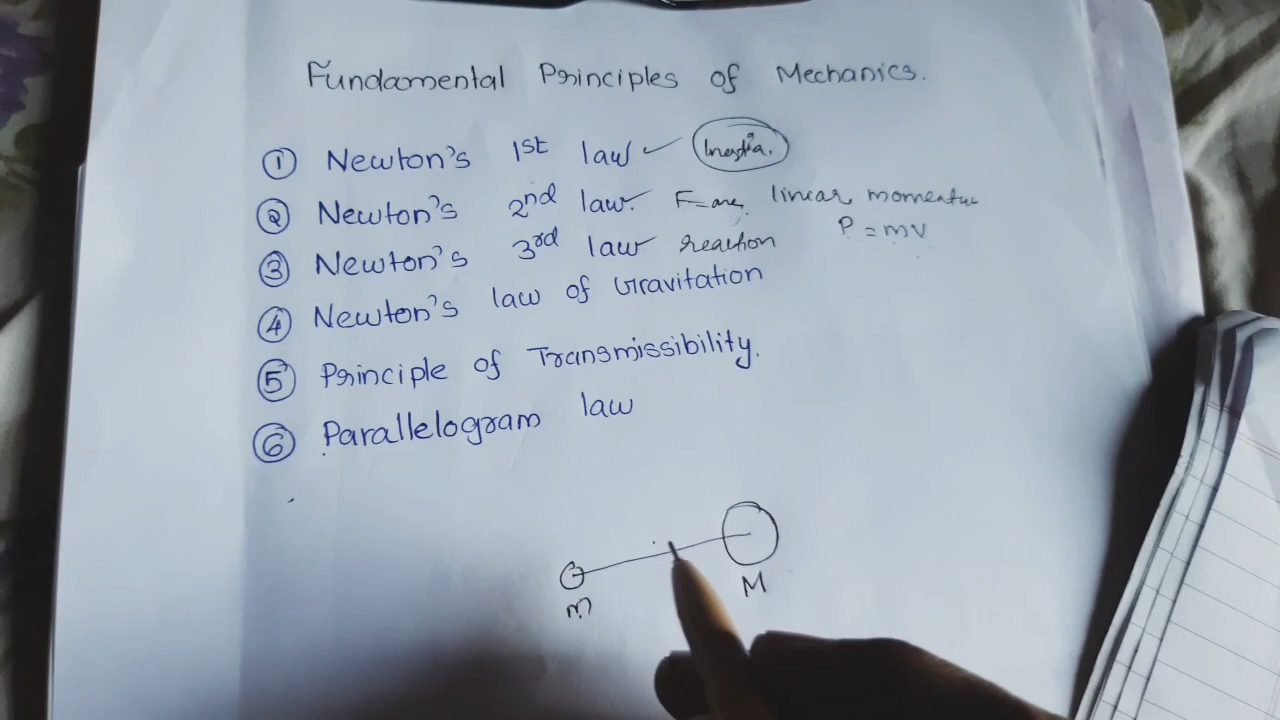 Fundamental Principles of Mechanics.
① Newton's 1st law ✓ Inertia.
② Newton's 2nd law. linear momentum
③ Newton's 3rd law reaction P = mv
④ Newton's law of Gravitation
⑤ Principle of Transmissibility.
⑥ Parallelogram law
m M